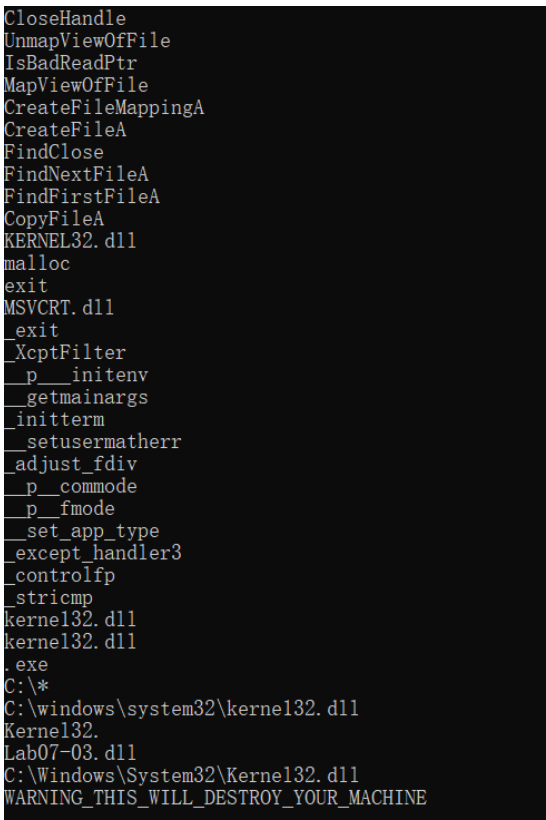 CloseHandle
UnmapViewOfFile
IsBadReadPtr
MapViewOfFile
CreateFileMappingA
CreateFileA
FindClose
FindNextFileA
FindFirstFileA
CopyFileA
KERNEL32.dll
malloc
exit
MSVCRT.dll
_exit
_XcptFilter
__p___initenv
__getmainargs
_initterm
__setusermatherr
_adjust_fdiv
__p__commode
__p__fmode
__set_app_type
_except_handler3
_controlfp
_stricmp
kerne132.dll
kernel32.dll
.exe
C:\*
C:\windows\system32\kerne132.dll
Kernel32.
Lab07-03.dll
C:\Windows\System32\Kernel32.dll
WARNING_THIS_WILL_DESTROY_YOUR_MACHINE